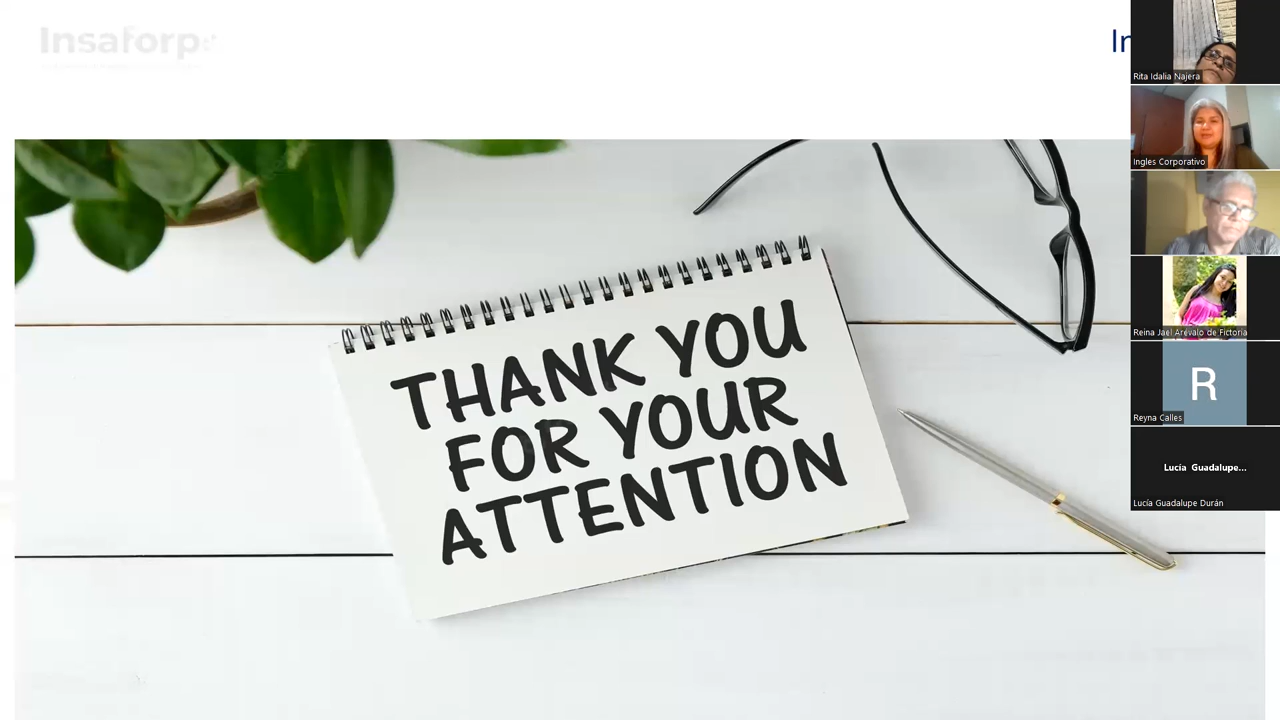 Insaforp
In
THANK YOU
FOR YOUR
ATTENTION
Rita Idalia Najera
Ingles Corporativo
Reina Jael Arévalo de Fictoria
R
Reyna Calles
Lucía Guadalupe...
Lucía Guadalupe Durán